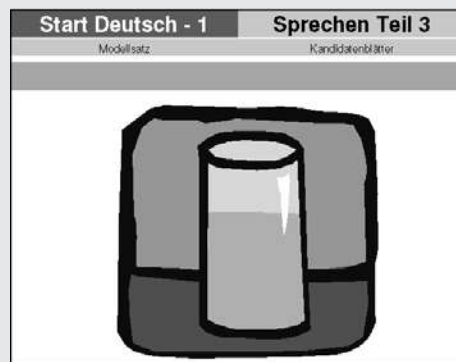 Start Deutsch - 1 Sprechen Teil 3
Modellsatz Kandidatenblätter